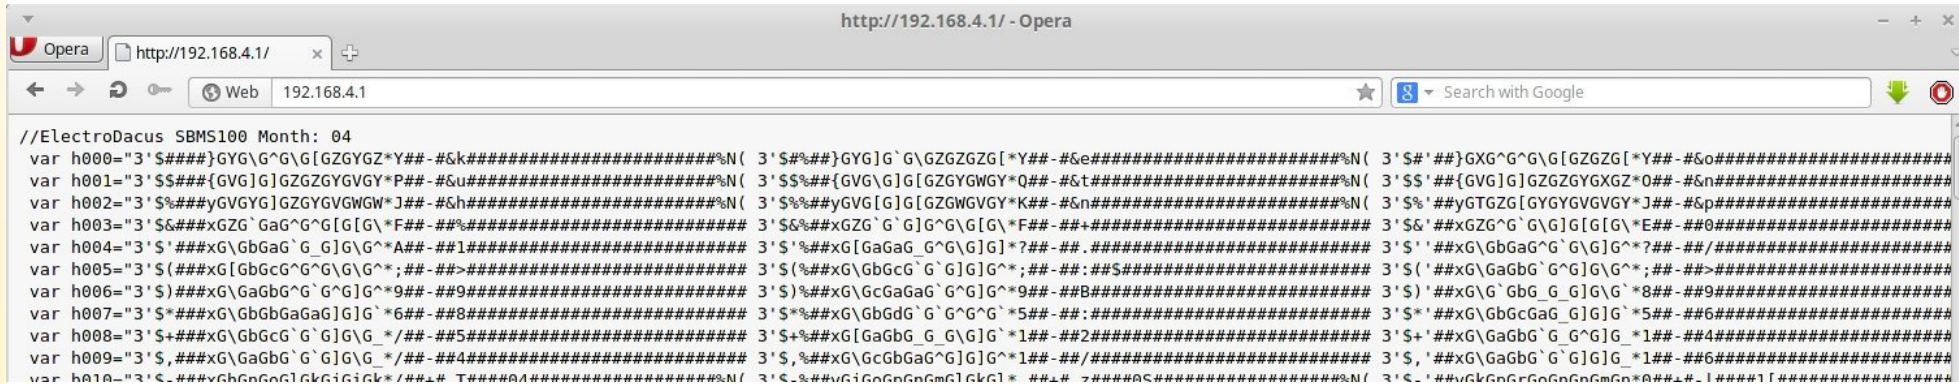 http://192.168.4.1/ - Opera
Opera
http://192.168.4.1/
Web
192.168.4.1
Search with Google
//ElectroDacus SBMS100 Month: 04
var h000="3'$####}GYG\G^G\G[GZGYGZ*Y##-#&k########################%N( 3'$#%##}GYG]G`G\GZGZGZG[*Y##-#&e########################%N( 3'$#'##}GXG^G^G\G[GZGZG[*Y##-#&o#######################
var h001="3'$$###{GVG]G]GZGZGYGVGY*P##-#&u########################%N( 3'$$%##{GVG\G]G[GZGYGWGY*Q##-#&t########################%N( 3'$$'##{GVG]G]GZGZGYGXGZ*O##-#&n#######################
var h002="3'$%###yGVGYG]GZGYGVGWGW*J##-#&h########################%N( 3'$%%##yGVG[G]G[GZGWGVGY*K##-#&n########################%N( 3'$%'##yGTGZG[GYGYGVGVGY*J##-#&p#######################
var h003="3'$&###xGZG`GaG^G^G[G[G\*F##-##%########################### 3'$&%##xGZG`G`G]G^G\G[G\*F##-##+########################### 3'$&'##xGZG^G`G\G]G[G[G\*E##-##0#######################
var h004="3'$'###xG\GbGaG`G_G]G\G^*A##-##1########################### 3'$'%##xG[GaGaG_G^G\G]G]*?##-##.########################### 3'$''##xG\GbGaG^G`G\G]G^*?##-##/#######################
var h005="3'$(###xG[GbGcG^G^G\G\G^*;##-##>########################### 3'$(%##xG\GbGcG`G`G]G]G^*;##-##:##$######################## 3'$('##xG\GaGbG`G^G]G\G^*;##-##>#######################
var h006="3'$)###xG\GaGbG^G`G^G]G^*9##-##9########################### 3'$)%##xG\GcGaGaG`G^G]G^*9##-##B########################### 3'$)'##xG\G`GbG_G_G]G\G`*8##-##9#######################
var h007="3'$*###xG\GbGbGaGaG]G]G`*6##-##8########################### 3'$*%##xG\GbGdG`G`G^G^G`*5##-##:########################### 3'$*'##xG\GbGcGaG_G]G]G`*5##-##6#######################
var h008="3'$+###xG\GbGcG`G`G]G\G_*/##-##5########################### 3'$+%##xG[GaGbG_G_G\G]G`*1##-##2########################### 3'$+'##xG\GaGbG`G_G^G]G_*1##-##4#######################
var h009="3'$,###xG\GaGbG`G`G]G\G_*/##-##4########################### 3'$,%##xG\GcGbGaG^G]G]G^*1##-##/########################### 3'$,'##xG\GaGbG`G`G]G]G_*1##-##6#######################